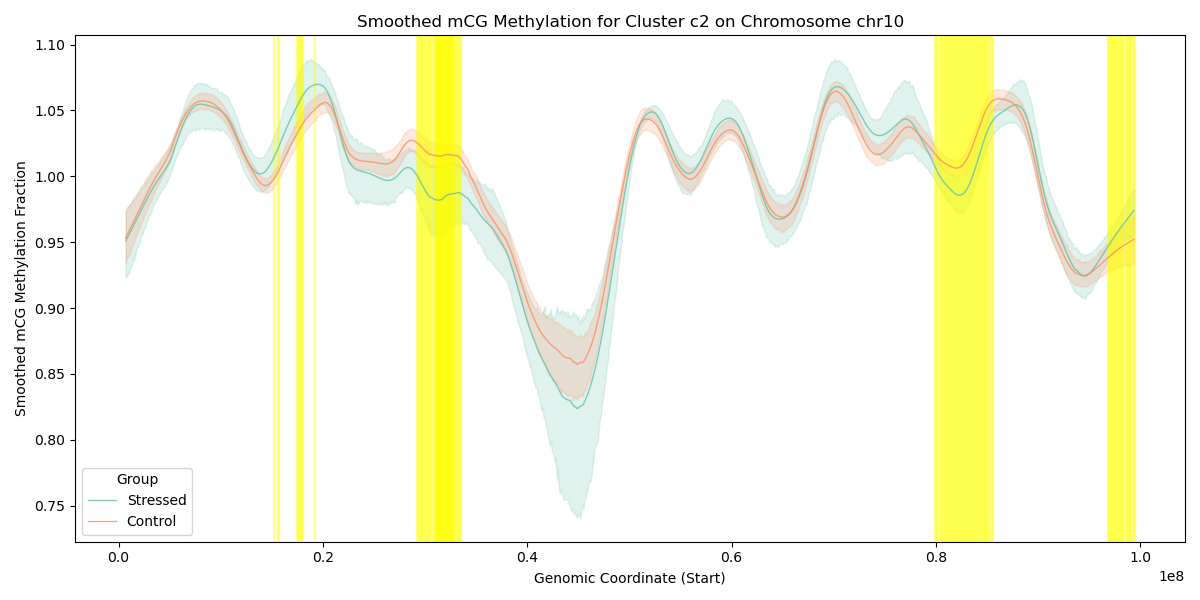 Smoothed mCG Methylation for Cluster c2 on Chromosome chr10
Smoothed mCG Methylation Fraction
1.10
1.05
1.00
0.95
0.90
0.85
0.80
0.75
Group
Stressed
Control
0.0
0.2
0.4
0.6
0.8
1.0
1e8
Genomic Coordinate (Start)